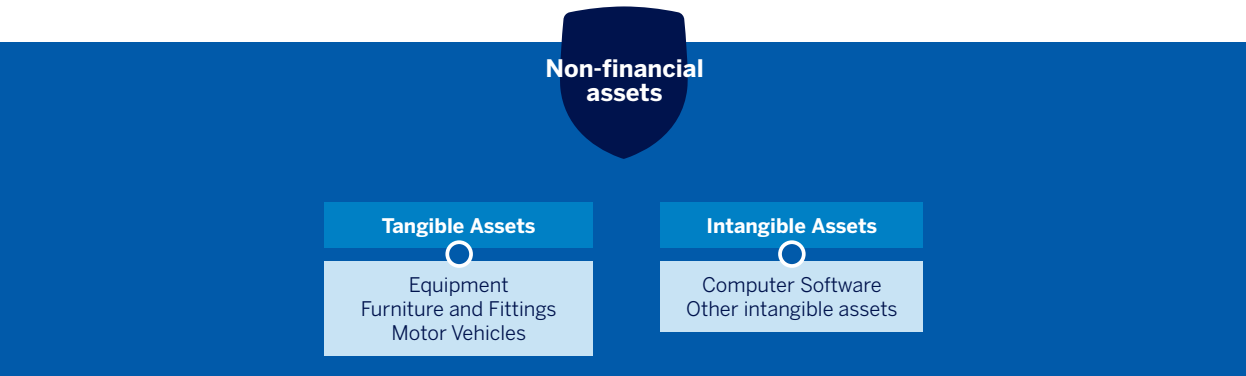 Non-financial
assets
Tangible Assets
Equipment
Furniture and Fittings
Motor Vehicles
Intangible Assets
Computer Software
Other intangible assets